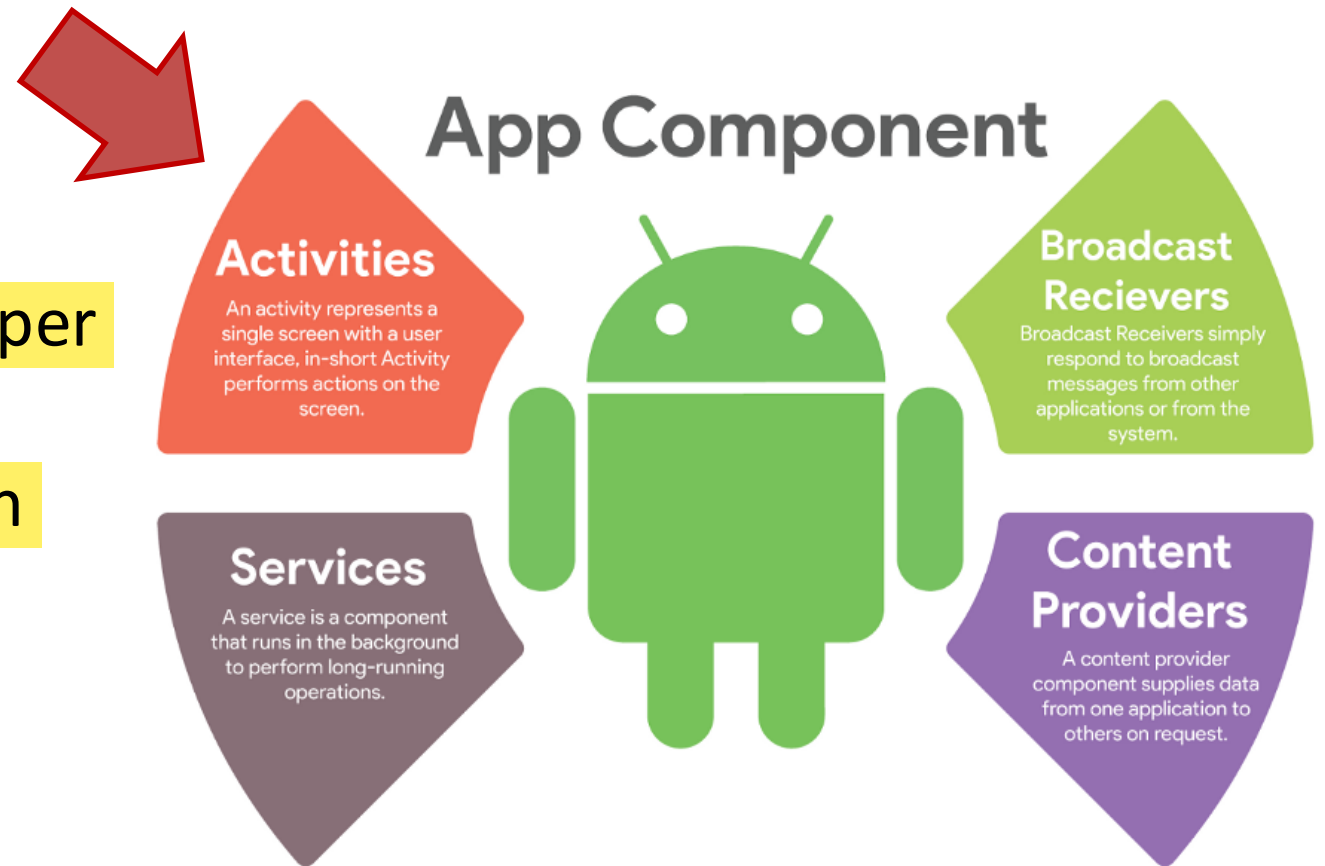 App Component
Activities
An activity represents a
single screen with a user
interface, in-short Activity
performs actions on the
screen.
Broadcast
Recievers
Broadcast Receivers simply
respond to broadcast
messages from other
applications or from the
system.
per
Services
A service is a component
that runs in the background
to perform long-running
operations.
Content
Providers
A content provider
component supplies data
from one application to
others on request.